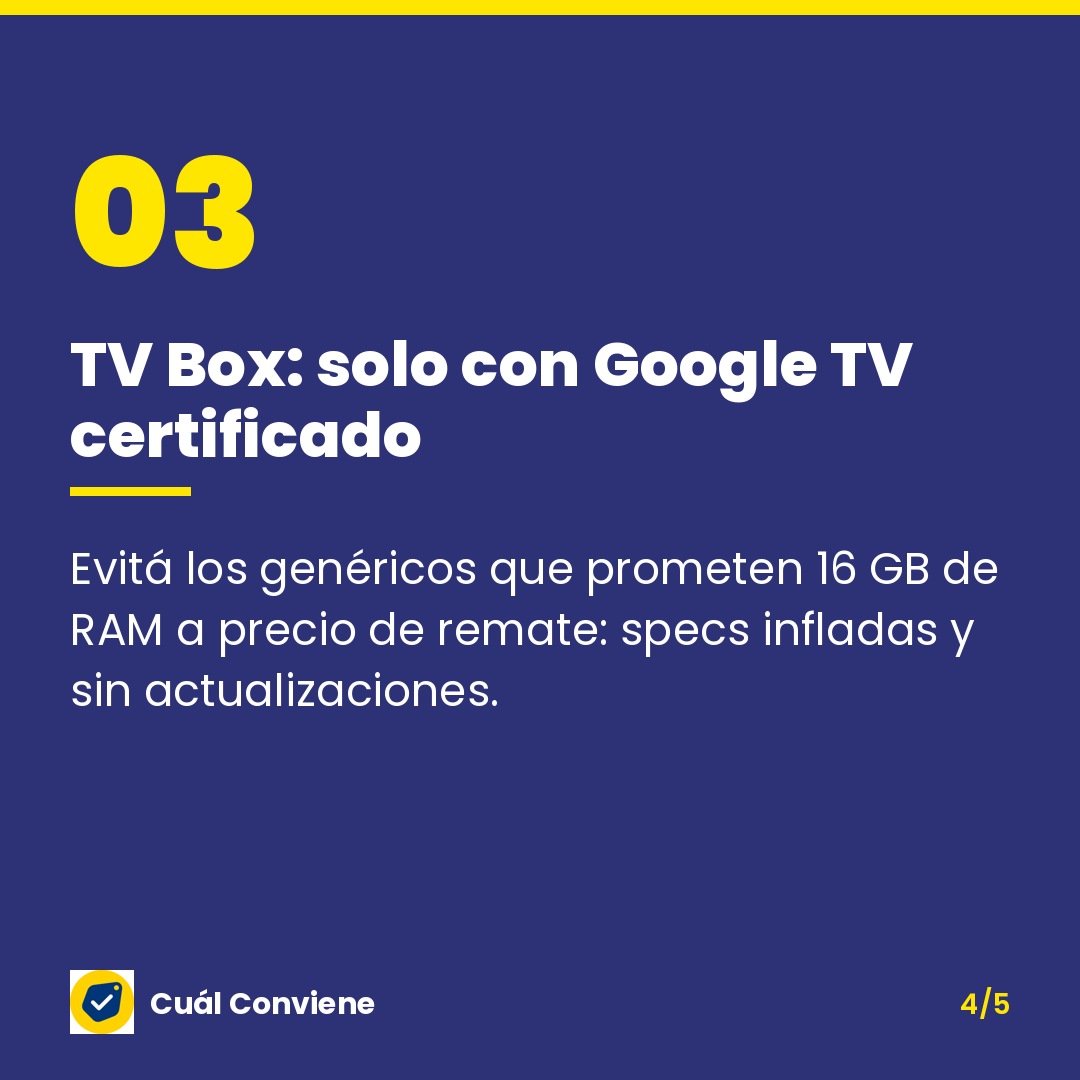 03
TV Box: solo con Google TV
certificado
Evitá los genéricos que prometen 16 GB de
RAM a precio de remate: specs infladas y
sin actualizaciones.
Cuál Conviene
4/5